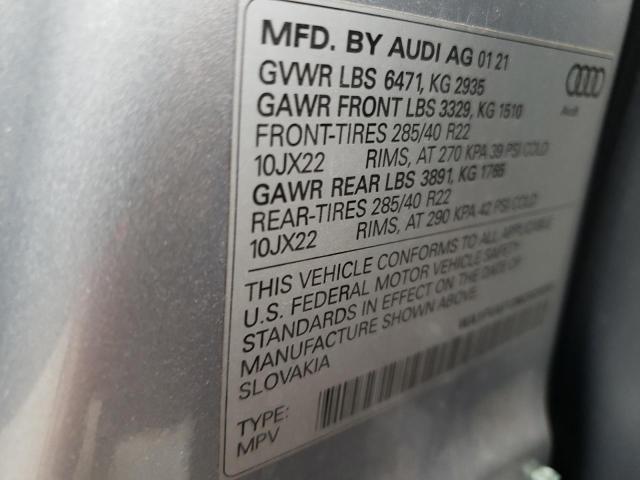 MFD. BY AUDI AG 01 21
GVWR LBS 6471, KG 2935
GAWR FRONT LBS 3329, KG 1510
FRONT-TIRES 285/40 R22
10JX22 RIMS, AT 270 KPA 39 PSI COLD
GAWR REAR LBS 3891, KG 1765
REAR-TIRES 285/40 R22
10JX22 RIMS, AT 290 KPA 42 PSI COLD
Audi
THIS VEHICLE CONFORMS TO ALL APPLICABLE
U.S. FEDERAL MOTOR VEHICLE SAFETY
STANDARDS IN EFFECT ON THE DATE OF
MANUFACTURE SHOWN ABOVE.
SLOVAKIA
TYPE:
MPV